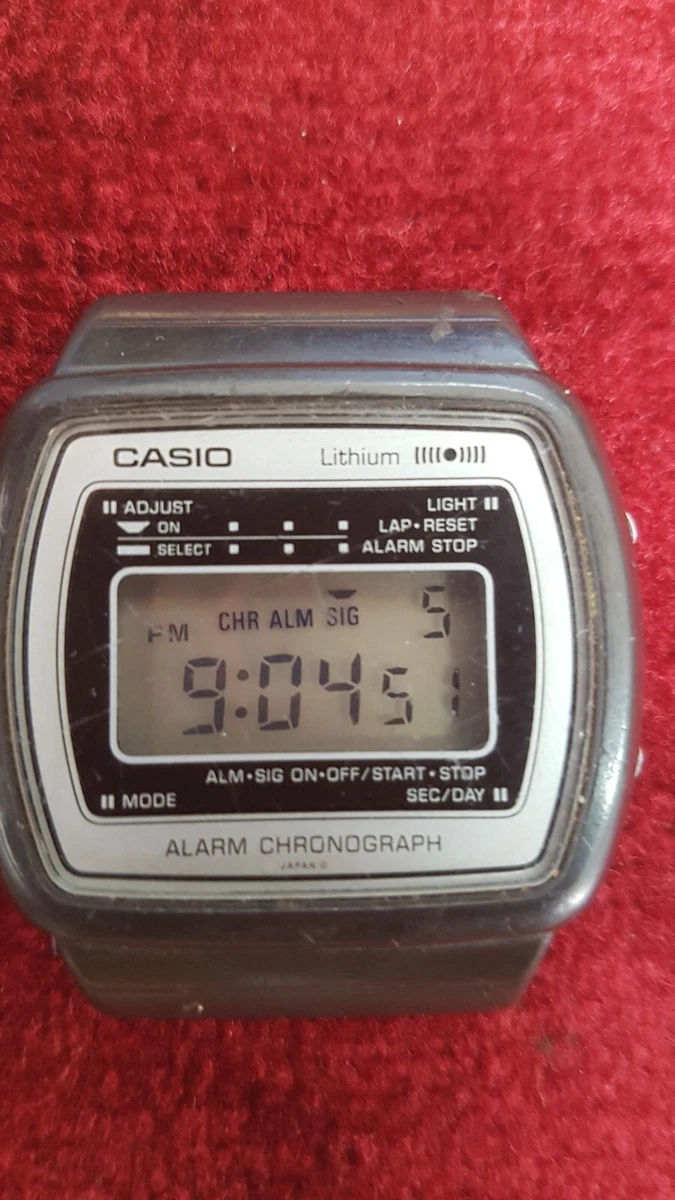 CASIO Lithium
ADJUST LIGHT
ON LAP•RESET
SELECT ALARM STOP
CHR ALM SIG 5
PM
9:04 51
ALM•SIG ON•OFF/START•STOP
MODE SEC/DAY
ALARM CHRONOGRAPH
JAPAN